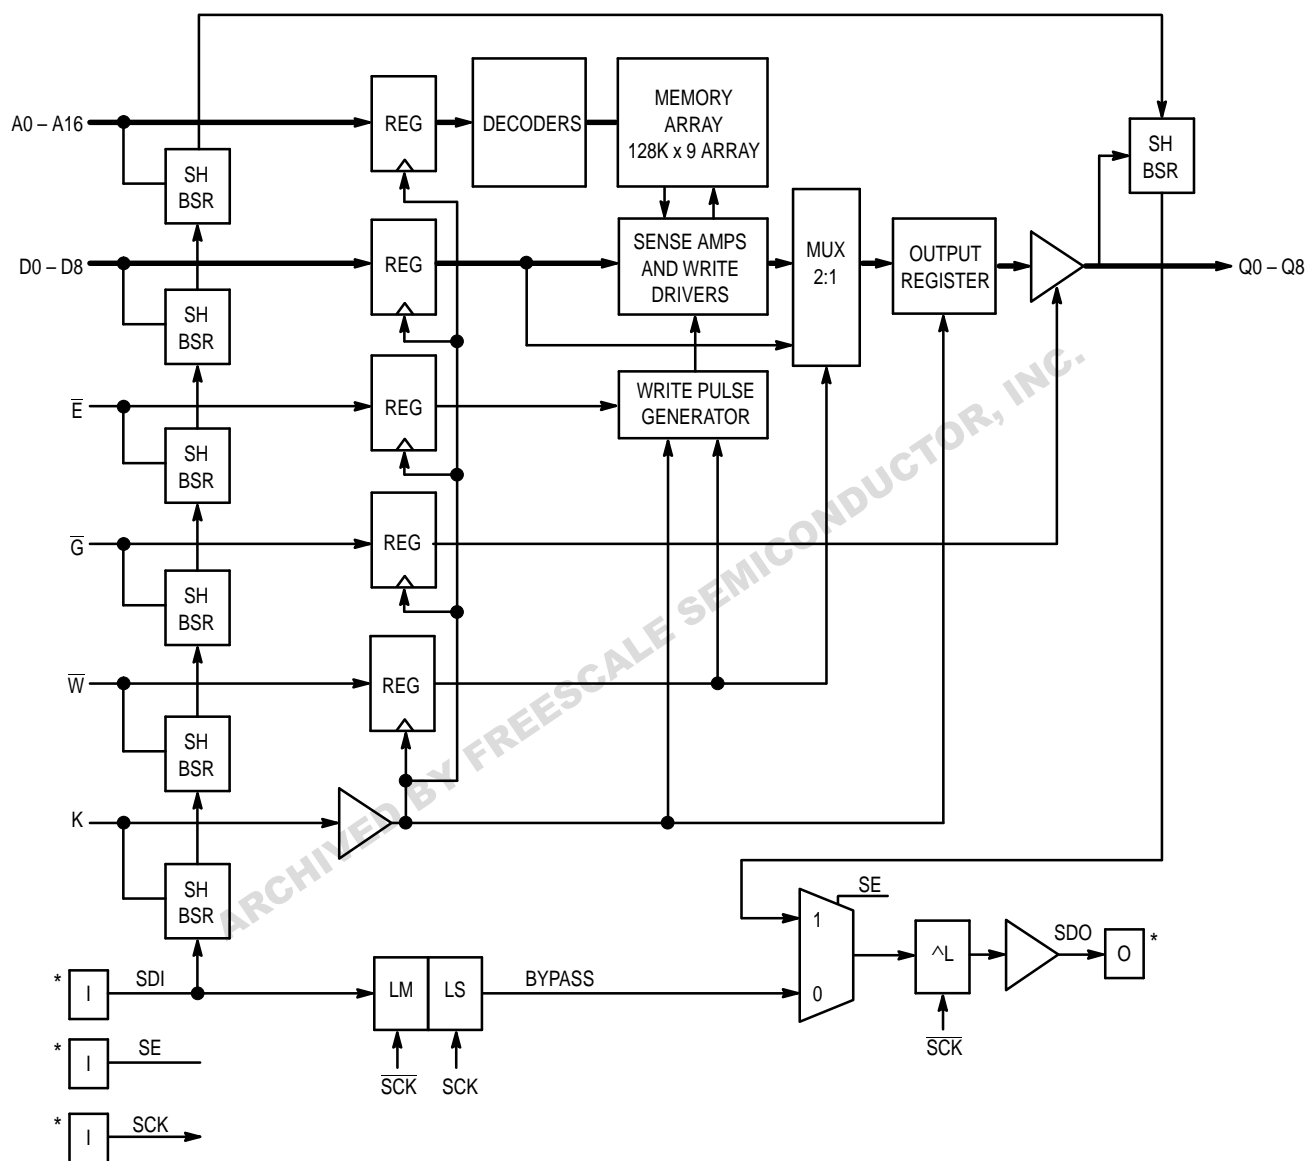 A0 – A16
REG
DECODERS
MEMORY
ARRAY
128K x 9 ARRAY
SH
BSR
SH
BSR
D0 – D8
REG
SENSE AMPS
AND WRITE
DRIVERS
MUX
2:1
OUTPUT
REGISTER
Q0 – Q8
SH
BSR
E̅
REG
WRITE PULSE
GENERATOR
SH
BSR
G̅
REG
SH
BSR
W̅
REG
SH
BSR
K
SH
BSR
SE
1
0
^L
SDO
O
*
S̅C̅K̅
*
I
SDI
LM
LS
BYPASS
S̅C̅K̅
SCK
*
I
SE
*
I
SCK
ARCHIVED BY FREESCALE SEMICONDUCTOR, INC.